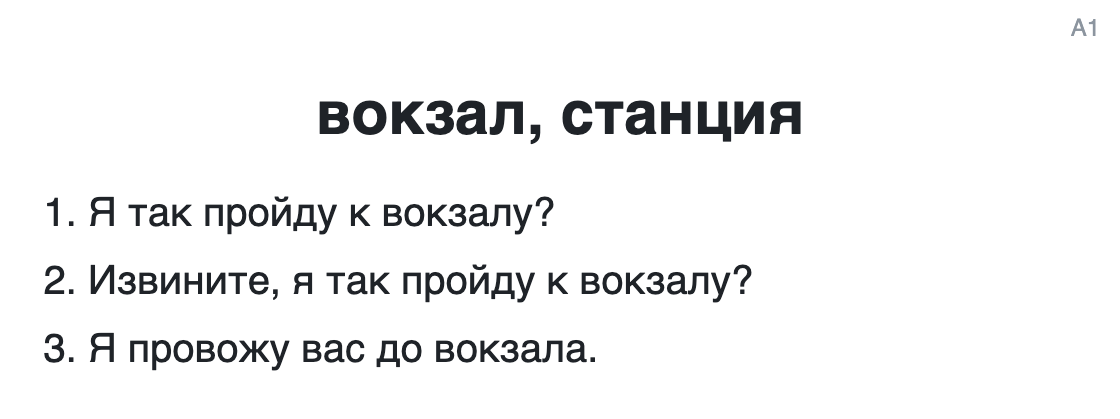 A1
вокзал, станция
1. Я так пройду к вокзалу?
2. Извините, я так пройду к вокзалу?
3. Я провожу вас до вокзала.